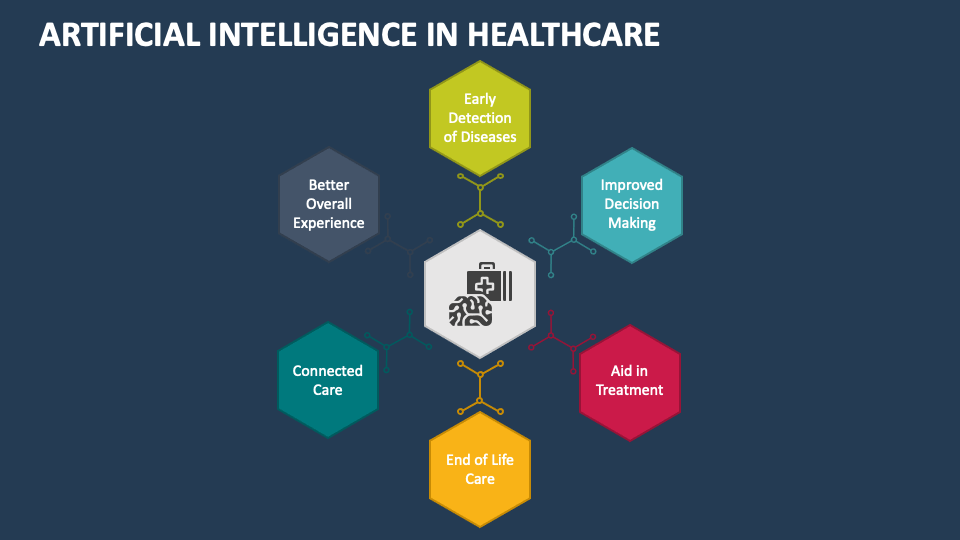 ARTIFICIAL INTELLIGENCE IN HEALTHCARE
Early
Detection
of Diseases
Improved
Decision
Making
Aid in
Treatment
End of Life
Care
Connected
Care
Better
Overall
Experience